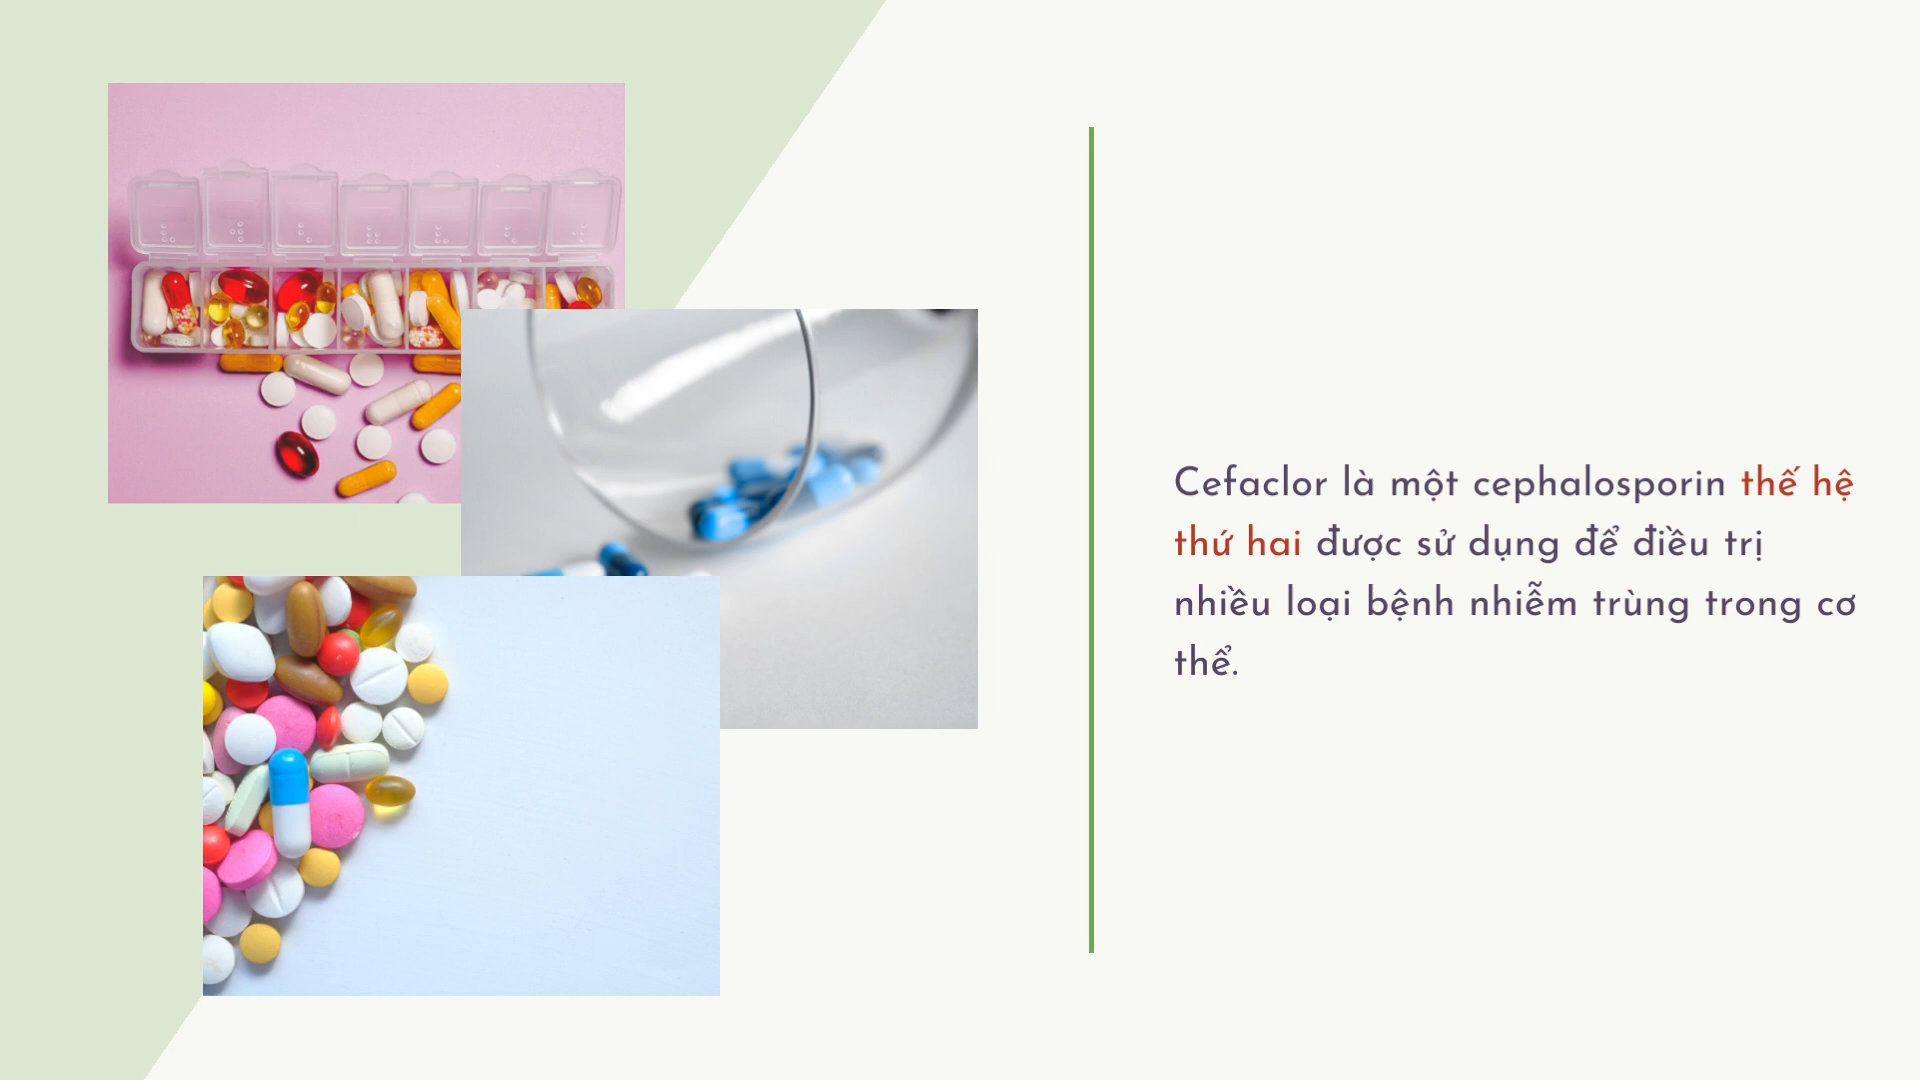 Cefaclor là một cephalosporin thế hệ
thứ hai được sử dụng để điều trị
nhiều loại bệnh nhiễm trùng trong cơ
thể.